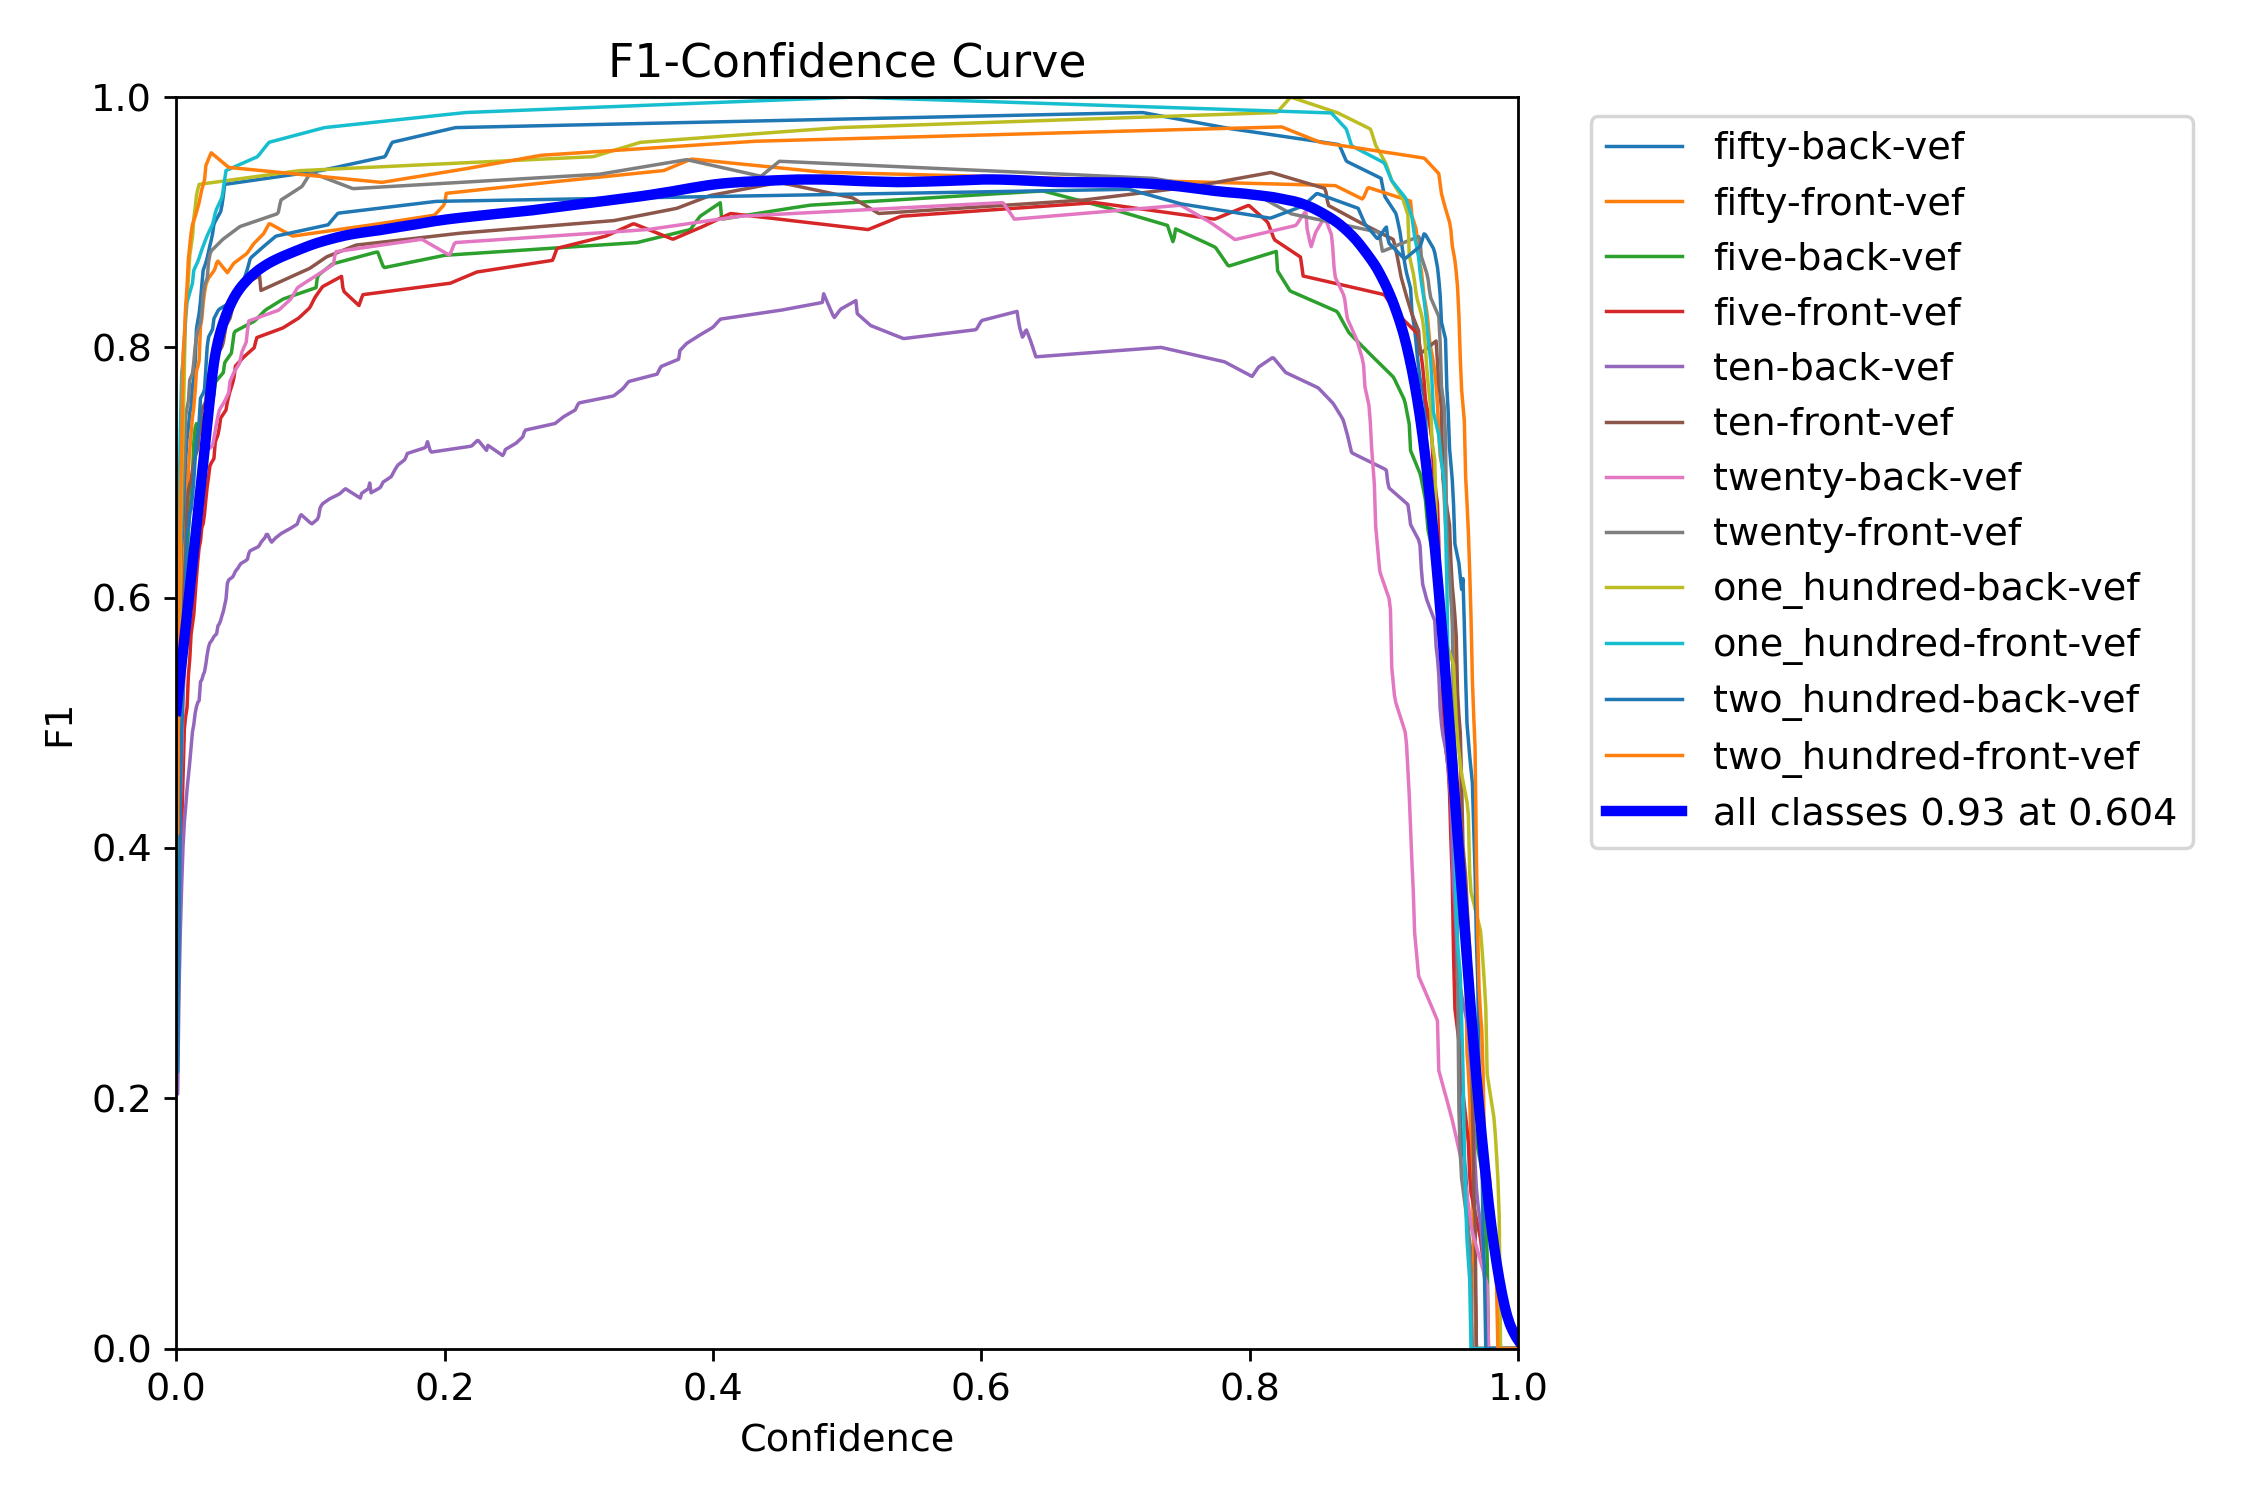 F1-Confidence Curve
1.0
0.8
0.6
0.4
0.2
0.0
F1
0.0 0.2 0.4 0.6 0.8 1.0
Confidence
fifty-back-vef
fifty-front-vef
five-back-vef
five-front-vef
ten-back-vef
ten-front-vef
twenty-back-vef
twenty-front-vef
one_hundred-back-vef
one_hundred-front-vef
two_hundred-back-vef
two_hundred-front-vef
all classes 0.93 at 0.604